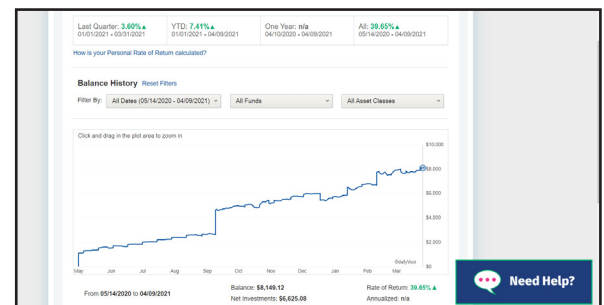 Last Quarter: 3.60%▲ YTD: 7.41%▲ One Year: n/a All: 39.65%▲
01/01/2021 - 03/31/2021 01/01/2021 - 04/09/2021 04/10/2020 - 04/09/2021 05/14/2020 - 04/09/2021
How is your Personal Rate of Return calculated?
Balance History Reset Filters
Filter By: All Dates (05/14/2020 - 04/09/2021) All Funds All Asset Classes
Click and drag in the plot area to zoom in
$10,000
$8,000
$6,000
$4,000
$2,000
©dailyVest
$0
May Jun Jul Aug Sep Oct Nov Dec Jan Feb Mar
From 05/14/2020 to 04/09/2021
Balance: $8,149.12 Rate of Return: 39.65%▲
Net Investments: $6,625.08 Annualized: n/a
Need Help?